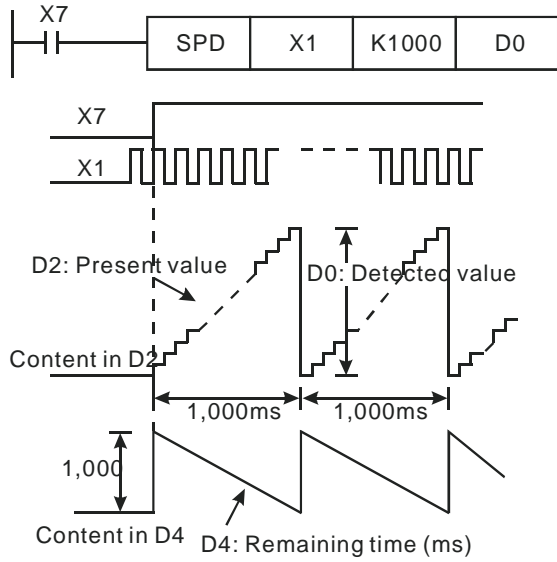 X7
SPD X1 K1000 D0
X7
X1
D2: Present value
D0: Detected value
Content in D2
1,000ms 1,000ms
1,000
Content in D4
D4: Remaining time (ms)